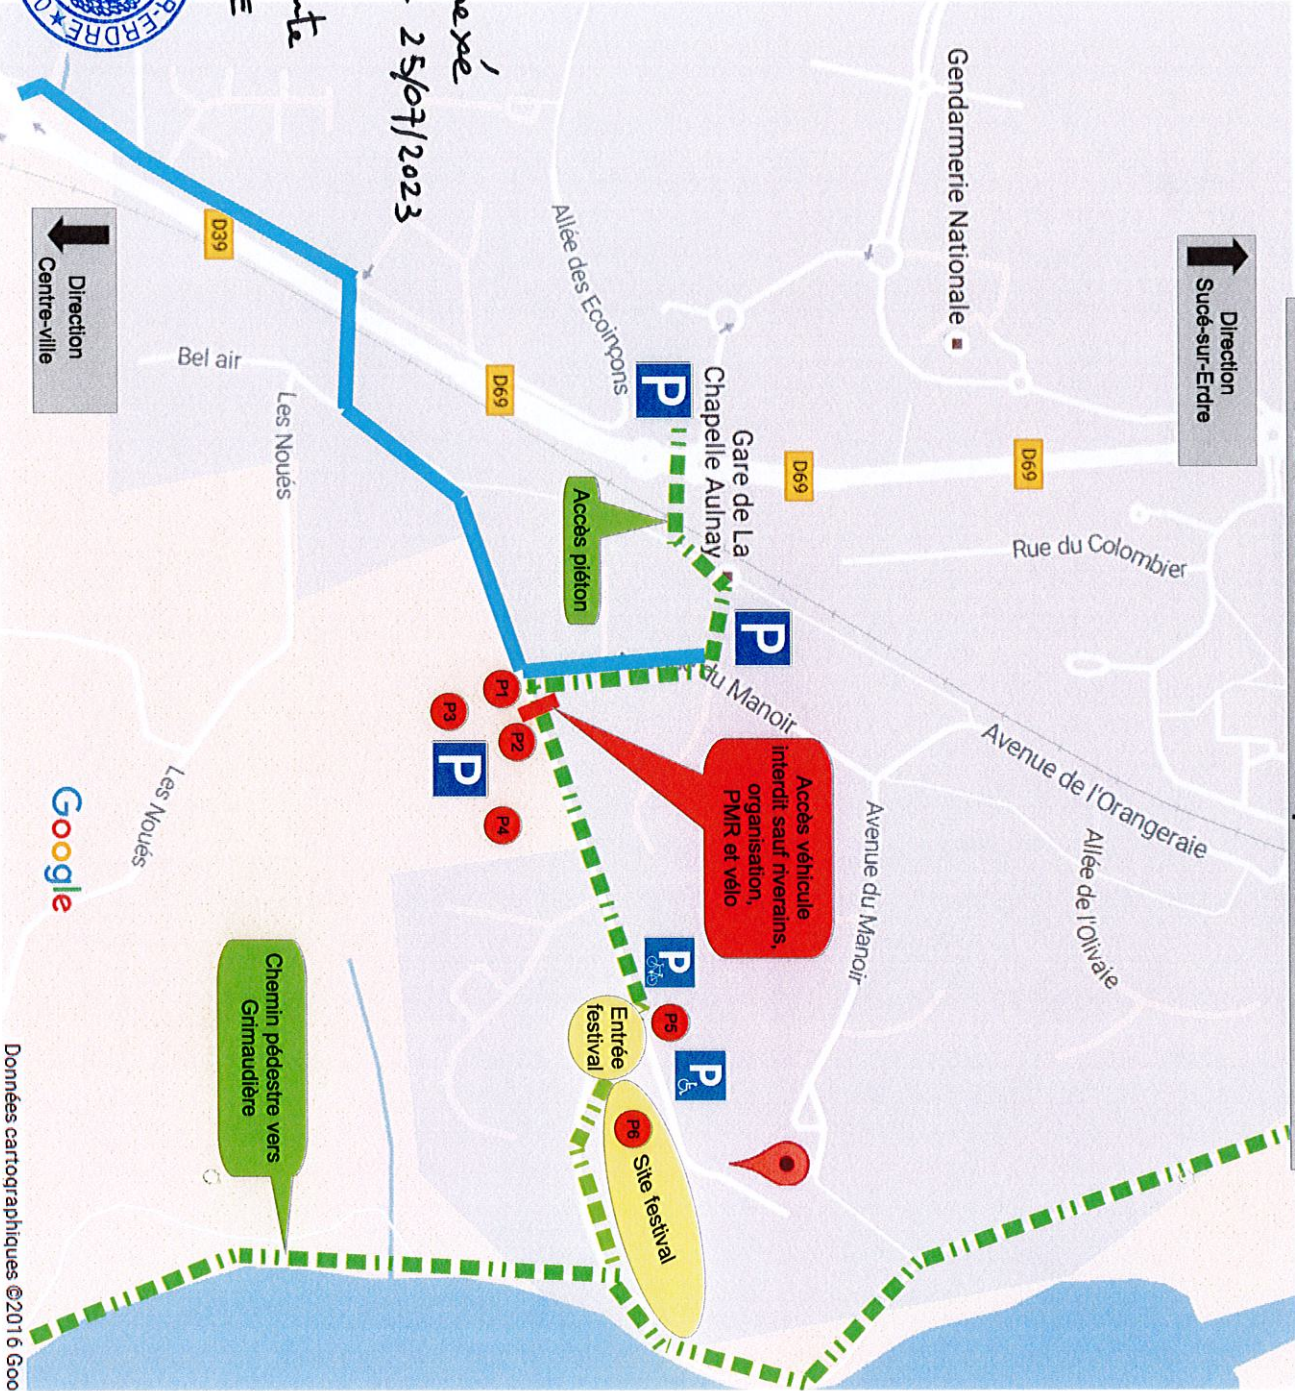 R-ERDRE★
25/07/2023
Gendarmerie Nationale
Direction
Sucé-sur-Erdre
D69
D69
D69
D39
Direction
Centre-ville
Bel air
Les Noués
Les Noués
Allée des Ecoinçons
P
Gare de La
Chapelle Aulnay
Accès piéton
Rue du Colombier
P
du Manoir
Avenue de l'Orangeraie
Allée de l'Olivaie
Avenue du Manoir
Accès véhicule
interdit sauf riverains,
organisation,
PMR et vélo
P1
P2
P3
P
P4
P
P5
P
Entrée
festival
P6
Site festival
Chemin pédestre vers
Grimaudière
Google
Données cartographiques ©2016 Goo